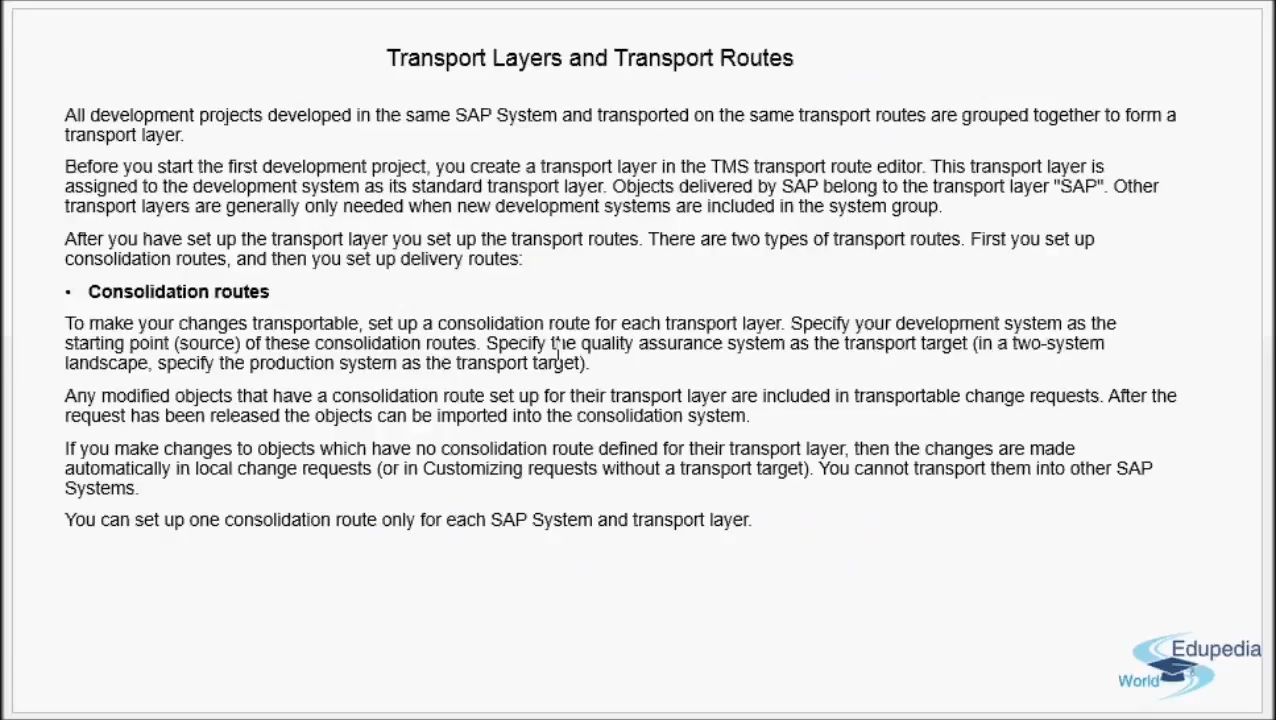 Transport Layers and Transport Routes
All development projects developed in the same SAP System and transported on the same transport routes are grouped together to form a
transport layer.
Before you start the first development project, you create a transport layer in the TMS transport route editor. This transport layer is
assigned to the development system as its standard transport layer. Objects delivered by SAP belong to the transport layer "SAP". Other
transport layers are generally only needed when new development systems are included in the system group.
After you have set up the transport layer you set up the transport routes. There are two types of transport routes. First you set up
consolidation routes, and then you set up delivery routes:
• Consolidation routes
To make your changes transportable, set up a consolidation route for each transport layer. Specify your development system as the
starting point (source) of these consolidation routes. Specify the quality assurance system as the transport target (in a two-system
landscape, specify the production system as the transport target).
Any modified objects that have a consolidation route set up for their transport layer are included in transportable change requests. After the
request has been released the objects can be imported into the consolidation system.
If you make changes to objects which have no consolidation route defined for their transport layer, then the changes are made
automatically in local change requests (or in Customizing requests without a transport target). You cannot transport them into other SAP
Systems.
You can set up one consolidation route only for each SAP System and transport layer.
Edupedia
World